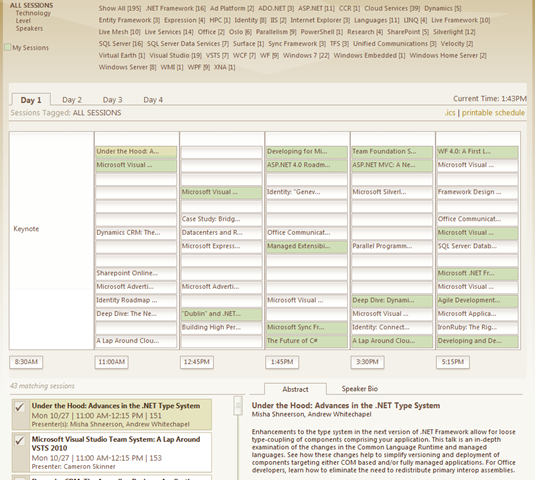 ALL SESSIONS
Technology
Level
Speakers
My Sessions
Show All [195] .NET Framework [16] Ad Platform [2] ADO.NET [3] ASP.NET [11] CCR [1] Cloud Services [39] Dynamics [5]
Entity Framework [3] Expression [4] HPC [1] Identity [8] IIS [2] Internet Explorer [3] Languages [11] LINQ [4] Live Framework [10]
Live Mesh [10] Live Services [14] Office [2] Oslo [6] Parallelism [9] PowerShell [1] Research [4] SharePoint [5] Silverlight [12]
SQL Server [16] SQL Server Data Services [7] Surface [1] Sync Framework [3] TFS [3] Unified Communications [3] Velocity [2]
Virtual Earth [1] Visual Studio [19] VSTS [7] WCF [7] WF [9] Windows 7 [22] Windows Embedded [1] Windows Home Server [2]
Windows Server [8] WMI [1] WPF [9] XNA [1]
Day 1 Day 2 Day 3 Day 4 Current Time: 1:43PM
Sessions Tagged: ALL SESSIONS .ics | printable schedule
Under the Hood: A... Developing for Mi... Team Foundation S... WF 4.0: A First L...
Microsoft Visual ... ASP.NET 4.0 Roadm... ASP.NET MVC: A Ne... Microsoft Visual ...
Microsoft Visual ... Identity: "Genev... Microsoft Silverl... Framework Design ...
Case Study: Bridg... Office Communicat...
Keynote
Dynamics CRM: The... Datacenters and R... Office Communicat... Microsoft Visual ...
Microsoft Express... Managed Extensibi... Parallel Programm... SQL Server: Datab...
Sharepoint Online... Microsoft .NET Fr...
Microsoft Adverti... Microsoft Adverti... Microsoft Visual ...
Identity Roadmap ... Microsoft Visual ... Deep Dive: Dynami... Agile Development...
Deep Dive: The Ne... "Dublin" and .NET... Microsoft Visual ... Microsoft Applica...
Building High Per... Microsoft Sync Fr... Identity: Connect... IronRuby: The Rig...
A Lap Around Clou... The Future of C# A Lap Around Clou... Developing and De...
8:30AM 11:00AM 12:45PM 1:45PM 3:30PM 5:15PM
43 matching sessions
Under the Hood: Advances in the .NET Type System
Mon 10/27 | 11:00 AM-12:15 PM | 151
Presenter(s): Misha Shneerson, Andrew Whitechapel
Microsoft Visual Studio Team System: A Lap Around
VSTS 2010
Mon 10/27 | 11:00 AM-12:15 PM | 153
Presenter: Cameron Skinner
Abstract Speaker Bio
Under the Hood: Advances in the .NET Type System
Misha Shneerson, Andrew Whitechapel
Enhancements to the type system in the next version of .NET Framework allow for loose
type-coupling of components comprising your application. This talk is an in-depth
examination of the changes in the Common Language Runtime and managed
languages. See how these changes help to simplify versioning and deployment of
components targeting either COM based and/or fully managed applications. For Office
developers, learn how to eliminate the need to redistribute primary interop assemblies.